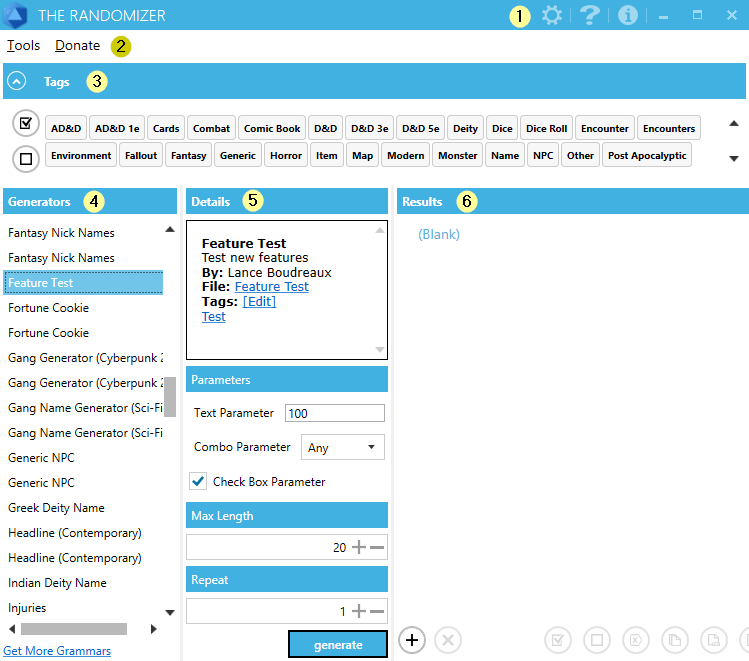 THE RANDOMIZER 1
Tools Donate 2
Tags 3
AD&D AD&D 1e Cards Combat Comic Book D&D D&D 3e D&D 5e Deity Dice Dice Roll Encounter Encounters
Environment Fallout Fantasy Generic Horror Item Map Modern Monster Name NPC Other Post Apocalyptic
Generators 4
Fantasy Nick Names
Fantasy Nick Names
Feature Test
Fortune Cookie
Fortune Cookie
Gang Generator (Cyberpunk 2
Gang Generator (Cyberpunk 2
Gang Name Generator (Sci-Fi
Gang Name Generator (Sci-Fi
Generic NPC
Generic NPC
Greek Deity Name
Headline (Contemporary)
Headline (Contemporary)
Indian Deity Name
Injuries
Get More Grammars
Details 5
Feature Test
Test new features
By: Lance Boudreaux
File: Feature Test
Tags: [Edit]
Test
Parameters
Text Parameter 100
Combo Parameter Any
Check Box Parameter
Max Length
20
Repeat
1
generate
Results 6
(Blank)